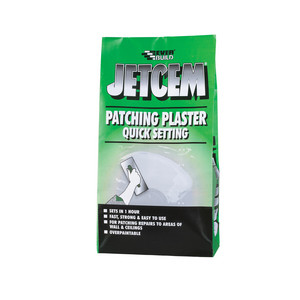 EVER
BUILD
JETCEM
PATCHING PLASTER
QUICK SETTING
SETS IN 1 HOUR
FAST, STRONG & EASY TO USE
FOR PATCHING REPAIRS TO AREAS OF
WALL & CEILINGS
OVERPAINTABLE